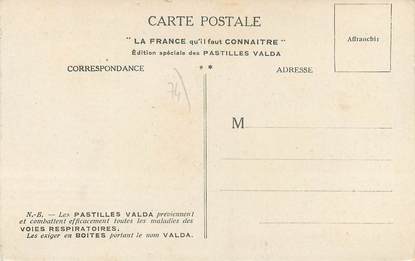 CARTE POSTALE
"LA FRANCE qu'il faut CONNAITRE"
Édition spéciale des PASTILLES VALDA
Affranchir
CORRESPONDANCE
ADRESSE
74)
M
N.-B. — Les PASTILLES VALDA préviennent
et combattent efficacement toutes les maladies des
VOIES RESPIRATOIRES.
Les exiger en BOITES portant le nom VALDA.